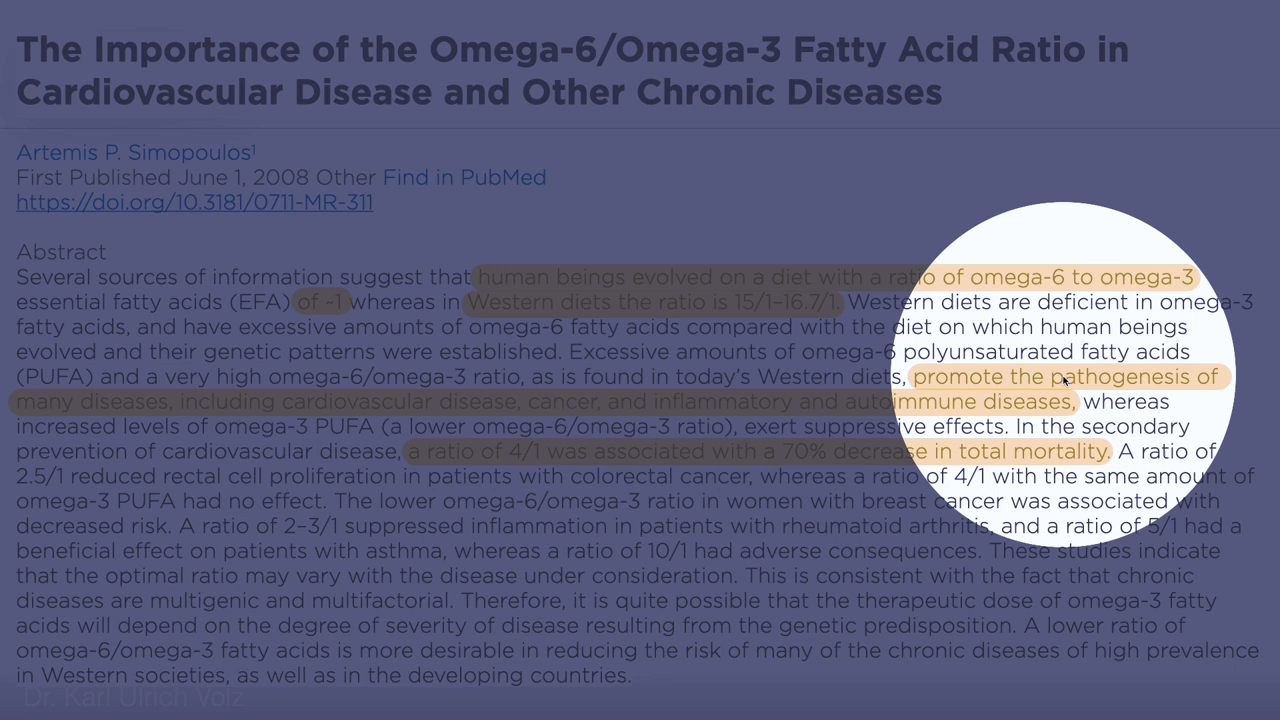 The Importance of the Omega-6/Omega-3 Fatty Acid Ratio in
Cardiovascular Disease and Other Chronic Diseases
Artemis P. Simopoulos¹
First Published June 1, 2008 Other Find in PubMed
https://doi.org/10.3181/0711-MR-311
Abstract
Several sources of information suggest that human beings evolved on a diet with a ratio of omega-6 to omega-3
essential fatty acids (EFA) of ~1 whereas in Western diets the ratio is 15/1–16.7/1. Western diets are deficient in omega-3
fatty acids, and have excessive amounts of omega-6 fatty acids compared with the diet on which human beings
evolved and their genetic patterns were established. Excessive amounts of omega-6 polyunsaturated fatty acids
(PUFA) and a very high omega-6/omega-3 ratio, as is found in today's Western diets, promote the pathogenesis of
many diseases, including cardiovascular disease, cancer, and inflammatory and autoimmune diseases, whereas
increased levels of omega-3 PUFA (a lower omega-6/omega-3 ratio), exert suppressive effects. In the secondary
prevention of cardiovascular disease, a ratio of 4/1 was associated with a 70% decrease in total mortality. A ratio of
2.5/1 reduced rectal cell proliferation in patients with colorectal cancer, whereas a ratio of 4/1 with the same amount of
omega-3 PUFA had no effect. The lower omega-6/omega-3 ratio in women with breast cancer was associated with
decreased risk. A ratio of 2–3/1 suppressed inflammation in patients with rheumatoid arthritis, and a ratio of 5/1 had a
beneficial effect on patients with asthma, whereas a ratio of 10/1 had adverse consequences. These studies indicate
that the optimal ratio may vary with the disease under consideration. This is consistent with the fact that chronic
diseases are multigenic and multifactorial. Therefore, it is quite possible that the therapeutic dose of omega-3 fatty
acids will depend on the degree of severity of disease resulting from the genetic predisposition. A lower ratio of
omega-6/omega-3 fatty acids is more desirable in reducing the risk of many of the chronic diseases of high prevalence
in Western societies, as well as in the developing countries.
Dr. Karl Ulrich Volz